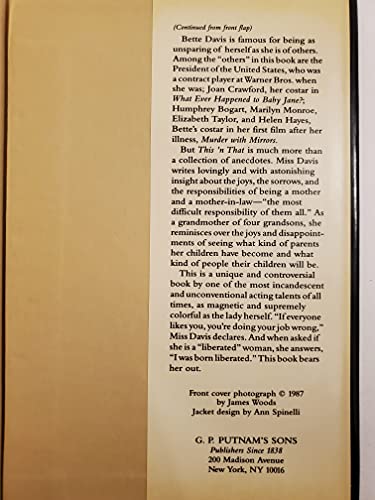 (Continued from front flap)
Bette Davis is famous for being as
unsparing of herself as she is of others.
Among the "others" in this book are the
President of the United States, who was
a contract player at Warner Bros. when
she was; Joan Crawford, her costar in
What Ever Happened to Baby Jane?;
Humphrey Bogart, Marilyn Monroe,
Elizabeth Taylor, and Helen Hayes,
Bette's costar in her first film after her
illness, Murder with Mirrors.
But This 'n That is much more than
a collection of anecdotes. Miss Davis
writes lovingly and with astonishing
insight about the joys, the sorrows, and
the responsibilities of being a mother
and a mother-in-law—"the most
difficult responsibility of them all." As
a grandmother of four grandsons, she
reminisces over the joys and disappoint-
ments of seeing what kind of parents
her children have become and what
kind of people their children will be.
This is a unique and controversial
book by one of the most incandescent
and unconventional acting talents of all
times, as magnetic and supremely
colorful as the lady herself. "If everyone
likes you, you're doing your job wrong,"
Miss Davis declares. And when asked if
she is a "liberated" woman, she answers,
"I was born liberated." This book bears
her out.
Front cover photograph © 1987
by James Woods
Jacket design by Ann Spinelli
G. P. PUTNAM'S SONS
Publishers Since 1838
200 Madison Avenue
New York, NY 10016